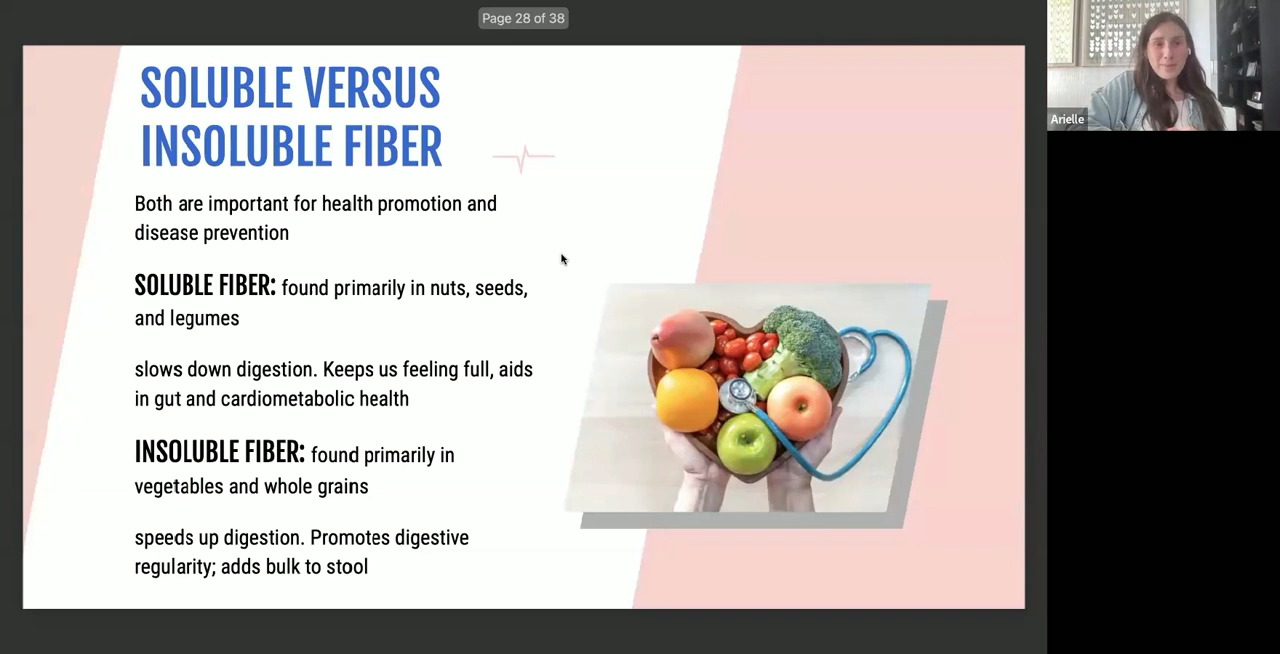 Page 28 of 38
SOLUBLE VERSUS
INSOLUBLE FIBER
Both are important for health promotion and
disease prevention
SOLUBLE FIBER: found primarily in nuts, seeds,
and legumes
slows down digestion. Keeps us feeling full, aids
in gut and cardiometabolic health
INSOLUBLE FIBER: found primarily in
vegetables and whole grains
speeds up digestion. Promotes digestive
regularity; adds bulk to stool
Arielle